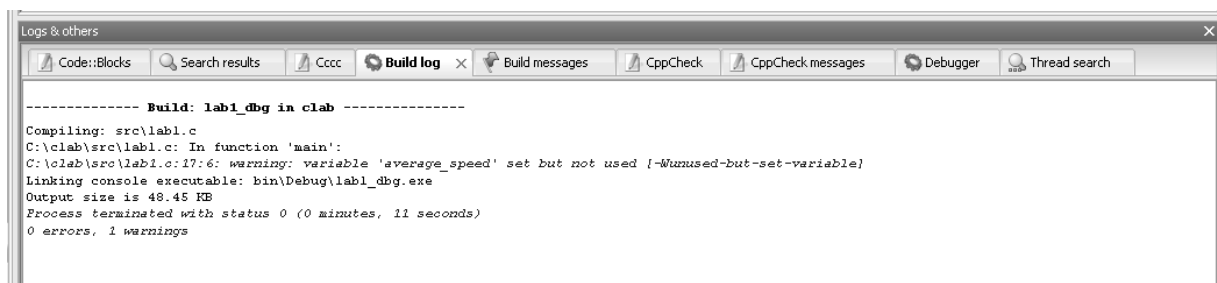 Logs & others
Code::Blocks Search results Cccc Build log Build messages CppCheck CppCheck messages Debugger Thread search
-------------- Build: lab1_dbg in clab ---------------
Compiling: src\lab1.c
C:\clab\src\lab1.c: In function 'main':
C:\clab\src\lab1.c:17:6: warning: variable 'average_speed' set but not used [-Wunused-but-set-variable]
Linking console executable: bin\Debug\lab1_dbg.exe
Output size is 48.45 KB
Process terminated with status 0 (0 minutes, 11 seconds)
0 errors, 1 warnings